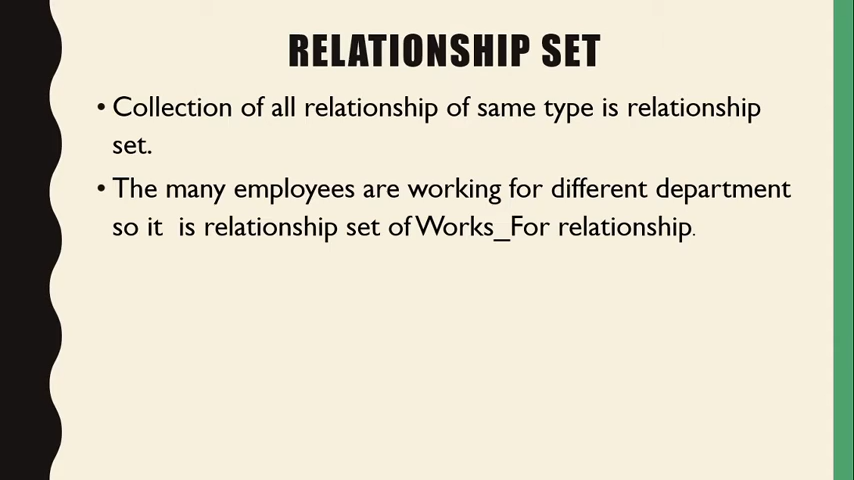 RELATIONSHIP SET
• Collection of all relationship of same type is relationship
set.
• The many employees are working for different department
so it  is relationship set of Works_For relationship.